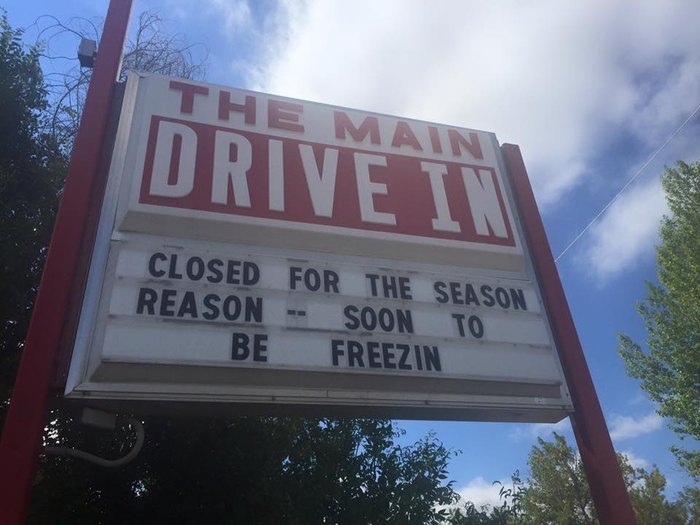 THE MAIN
DRIVE IN
CLOSED FOR THE SEASON
REASON -- SOON TO
BE FREEZIN